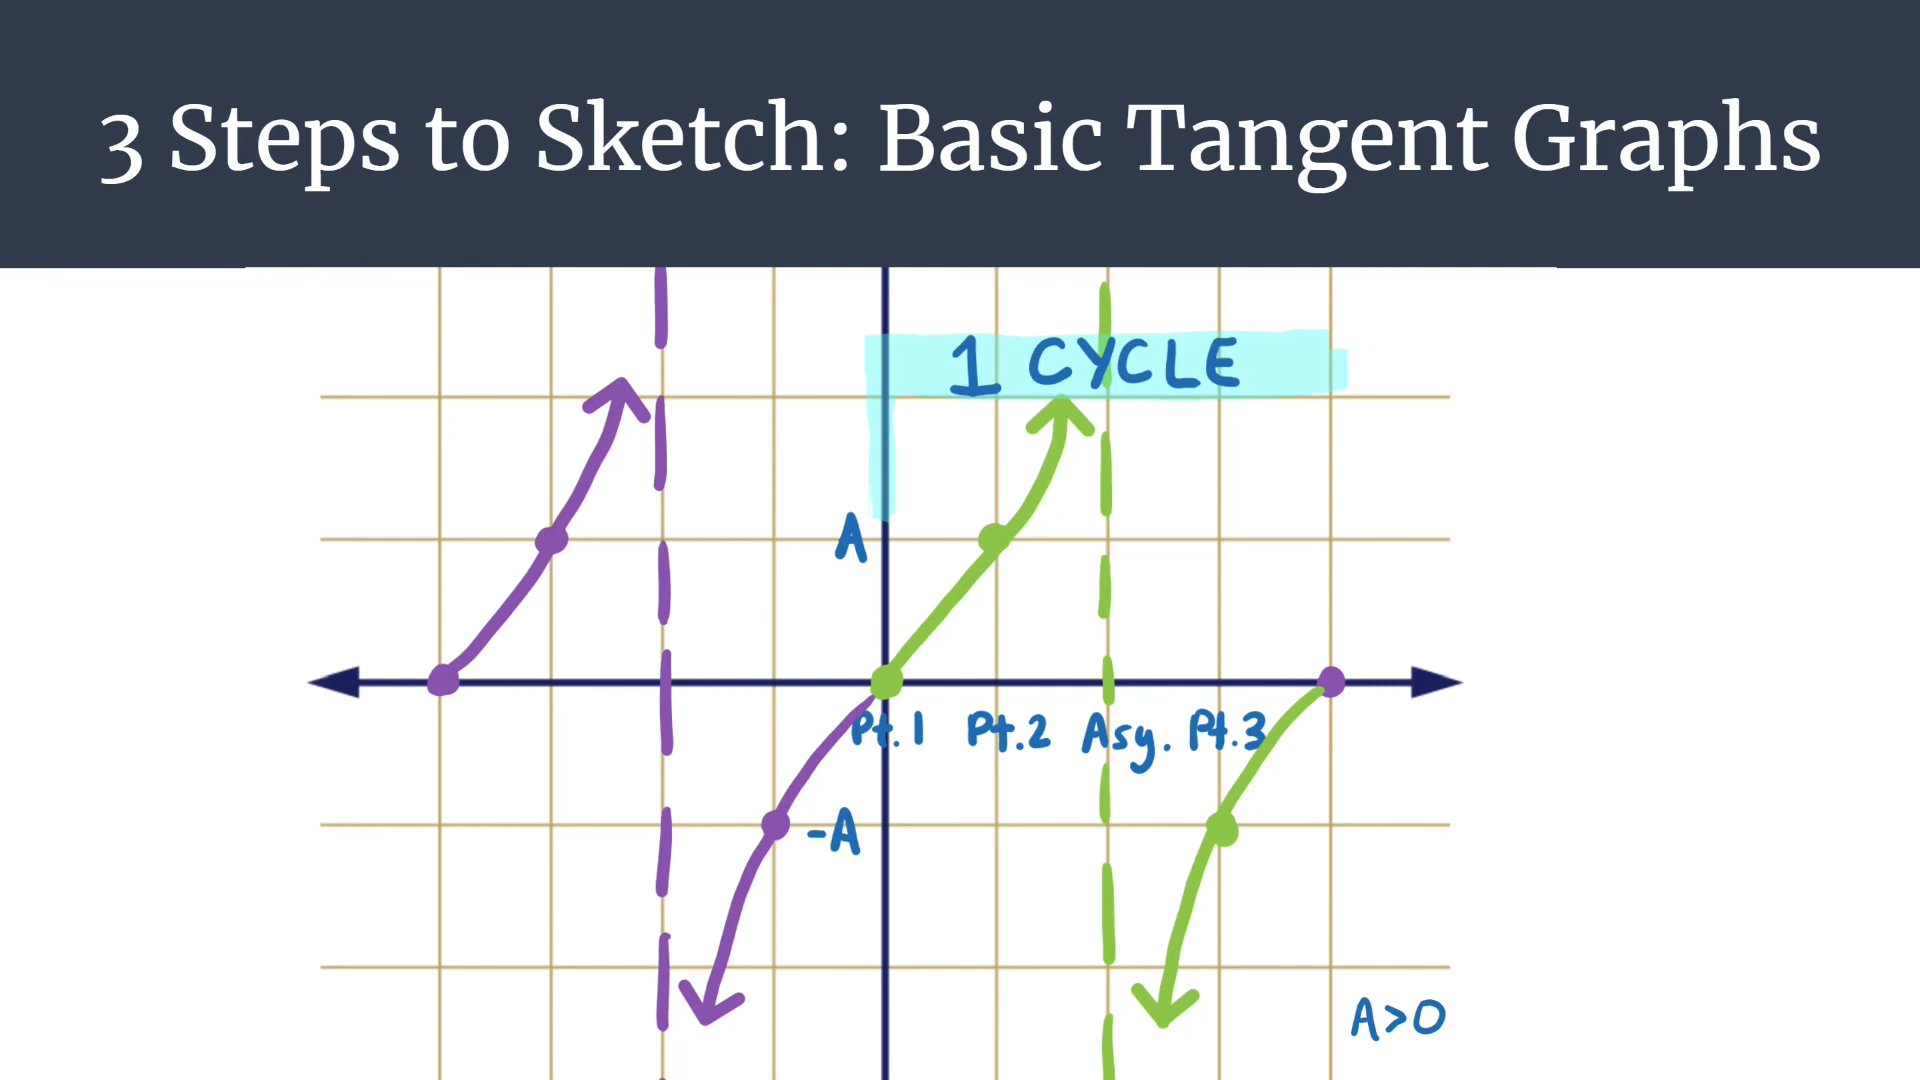 3 Steps to Sketch: Basic Tangent Graphs
1 CYCLE
A
Pt.1 Pt.2 Asy. Pt.3
-A
A>0